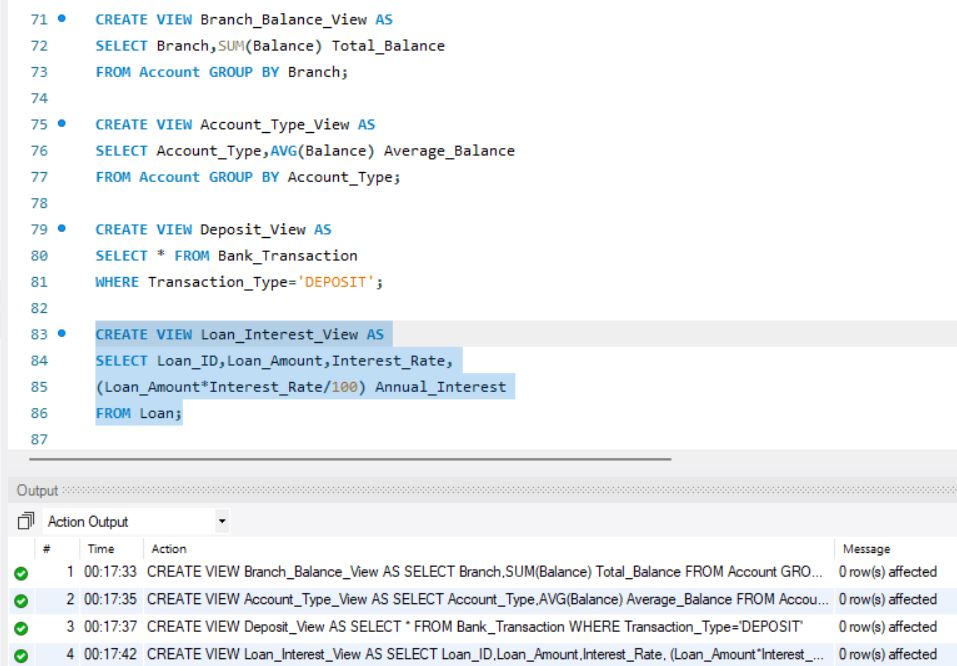 71 CREATE VIEW Branch_Balance_View AS
72 SELECT Branch,SUM(Balance) Total_Balance
73 FROM Account GROUP BY Branch;
74
75 CREATE VIEW Account_Type_View AS
76 SELECT Account_Type,AVG(Balance) Average_Balance
77 FROM Account GROUP BY Account_Type;
78
79 CREATE VIEW Deposit_View AS
80 SELECT * FROM Bank_Transaction
81 WHERE Transaction_Type='DEPOSIT';
82
83 CREATE VIEW Loan_Interest_View AS
84 SELECT Loan_ID,Loan_Amount,Interest_Rate,
85 (Loan_Amount*Interest_Rate/100) Annual_Interest
86 FROM Loan;
87
Output
Action Output
# Time Action Message
1 00:17:33 CREATE VIEW Branch_Balance_View AS SELECT Branch,SUM(Balance) Total_Balance FROM Account GRO... 0 row(s) affected
2 00:17:35 CREATE VIEW Account_Type_View AS SELECT Account_Type,AVG(Balance) Average_Balance FROM Accou... 0 row(s) affected
3 00:17:37 CREATE VIEW Deposit_View AS SELECT * FROM Bank_Transaction WHERE Transaction_Type='DEPOSIT' 0 row(s) affected
4 00:17:42 CREATE VIEW Loan_Interest_View AS SELECT Loan_ID,Loan_Amount,Interest_Rate, (Loan_Amount*Interest_... 0 row(s) affected